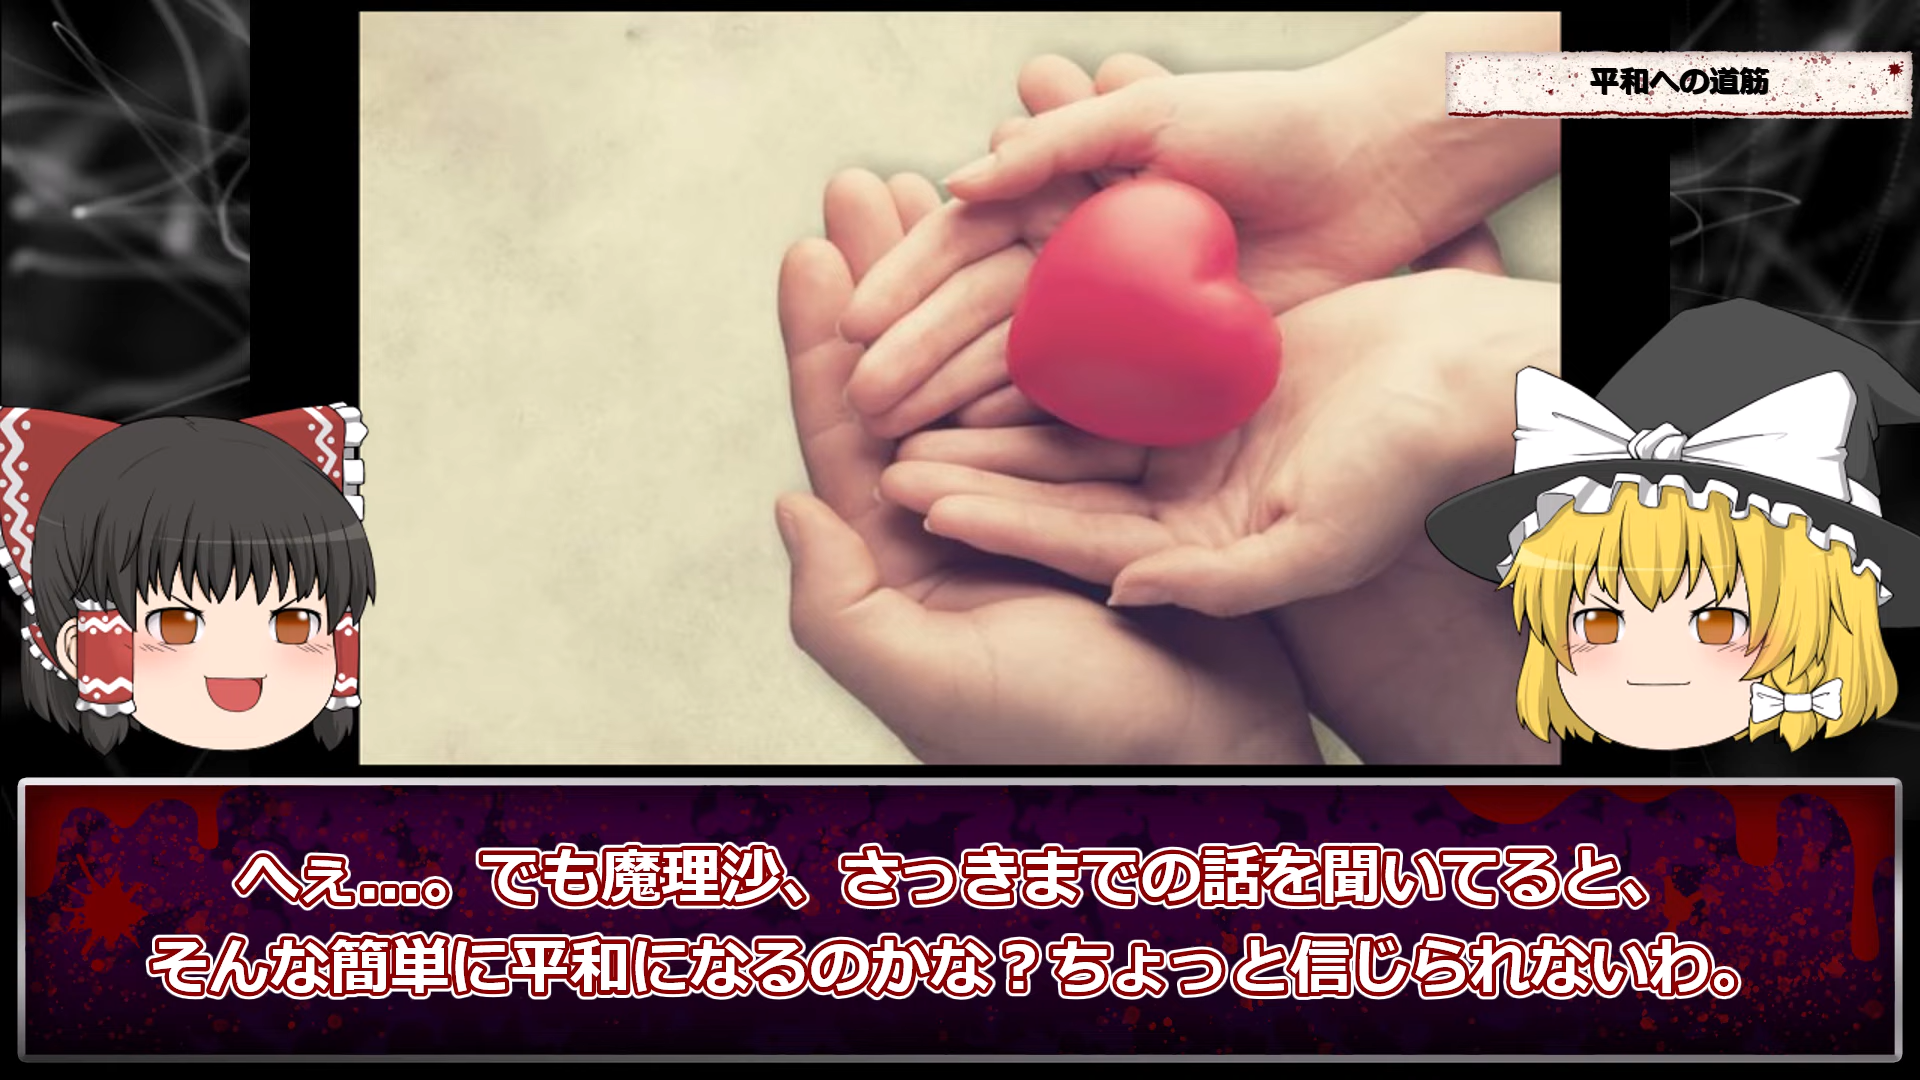 平和への道筋
へぇ…。でも魔理沙、さっきまでの話を聞いてると、
そんな簡単に平和になるのかな？ちょっと信じられないわ。